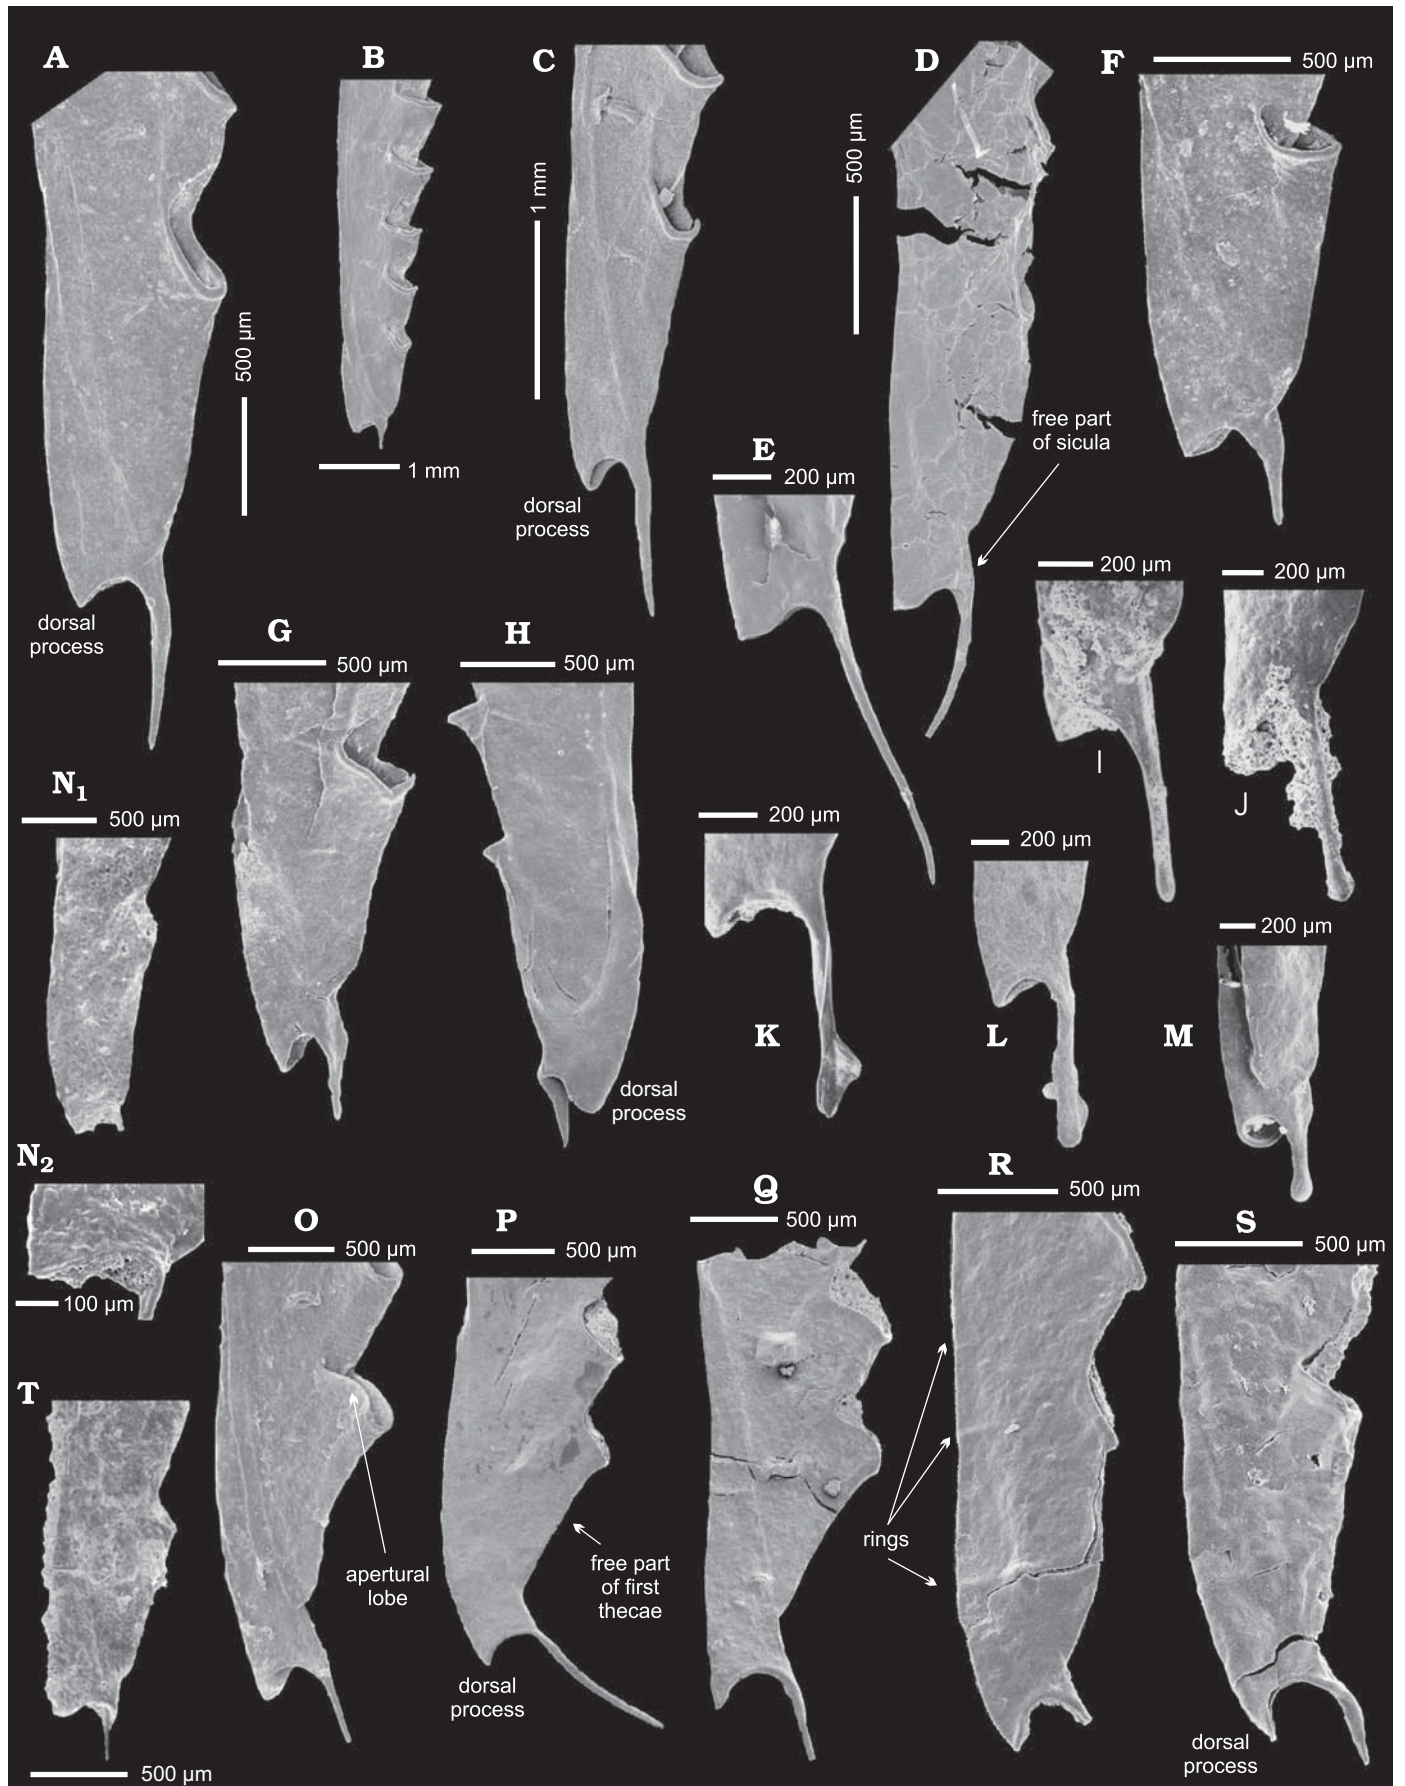 A
B
C
D
F
500 µm
500 µm
1 mm
500 µm
1 mm
dorsal
process
E
200 µm
free part
of sicula
dorsal
process
G
500 µm
H
500 µm
200 µm
I
200 µm
J
N1
500 µm
200 µm
K
200 µm
L
200 µm
M
dorsal
process
N2
100 µm
O
500 µm
P
500 µm
Q
500 µm
R
500 µm
S
500 µm
T
500 µm
apertural
lobe
free part
of first
thecae
rings
dorsal
process
dorsal
process